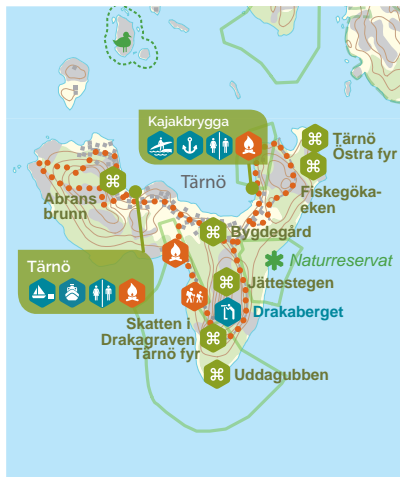 Kajakbrygga
Tärnö
Östra fyr
Tärnö
Fiskegöka-
eken
Abrans
brunn
Bygdegård
Naturreservat
Tärnö
Jättestegen
Drakaberget
Skatten i
Drakagraven
Tärnö fyr
Uddagubben